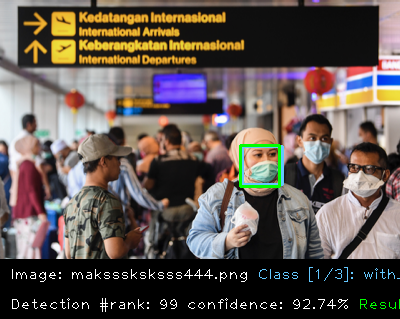 Kedatangan Internasional
International Arrivals
Keberangkatan Internasional
International Departures
Image: maksssksksss444.png Class [1/3]: with_
Detection #rank: 99 confidence: 92.74% Resul